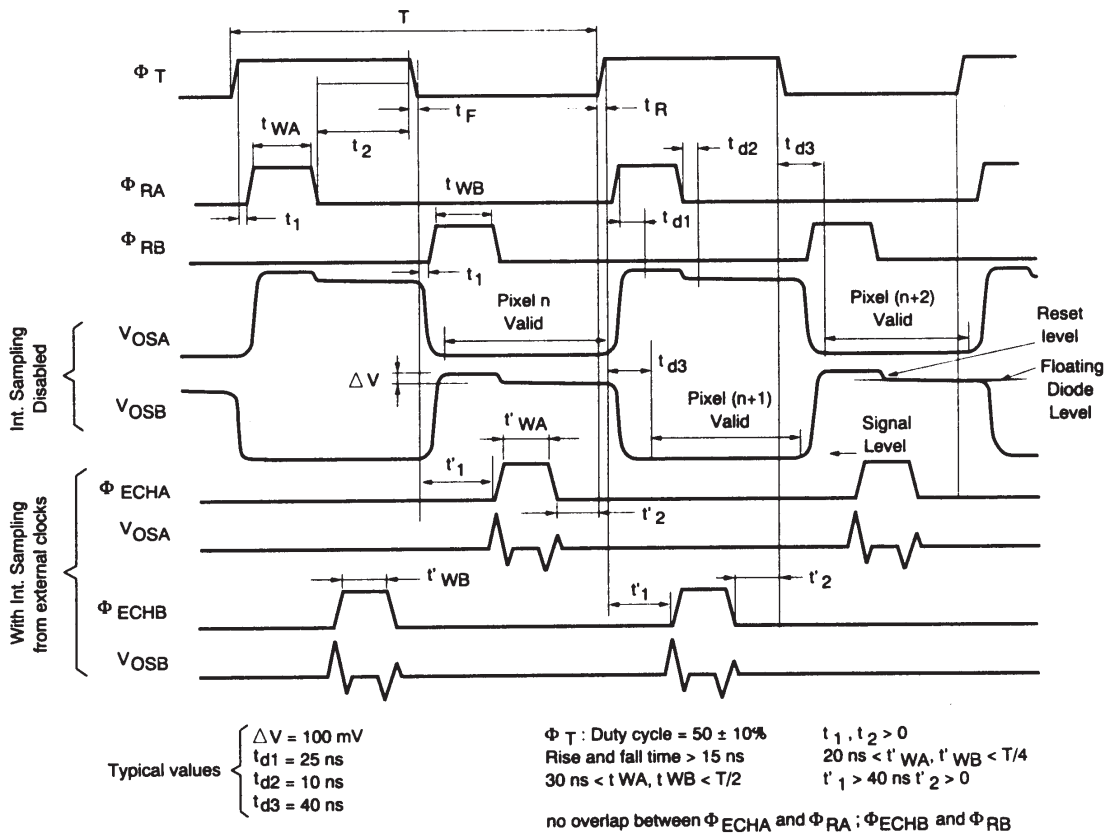 T
Φ T
t F
t R
t WA
t 2
t d2
t d3
Φ RA
t WB
t 1
t d1
Φ RB
t 1
Pixel n
Valid
Pixel (n+2)
Valid
Reset
level
V OSA
Int. Sampling
Disabled
Δ V
t d3
Floating
Diode
Level
V OSB
Pixel (n+1)
Valid
t' WA
Signal
Level
t' 1
Φ ECHA
t' 2
V OSA
With Int. Sampling
from external clocks
t' WB
t' 1
t' 2
Φ ECHB
V OSB
Typical values
Δ V = 100 mV
t d1 = 25 ns
t d2 = 10 ns
t d3 = 40 ns
Φ T : Duty cycle = 50 ± 10%
Rise and fall time > 15 ns
30 ns < t WA, t WB < T/2
t 1 , t 2 > 0
20 ns < t' WA, t' WB < T/4
t' 1 > 40 ns t' 2 > 0
no overlap between Φ ECHA and Φ RA ; Φ ECHB and Φ RB